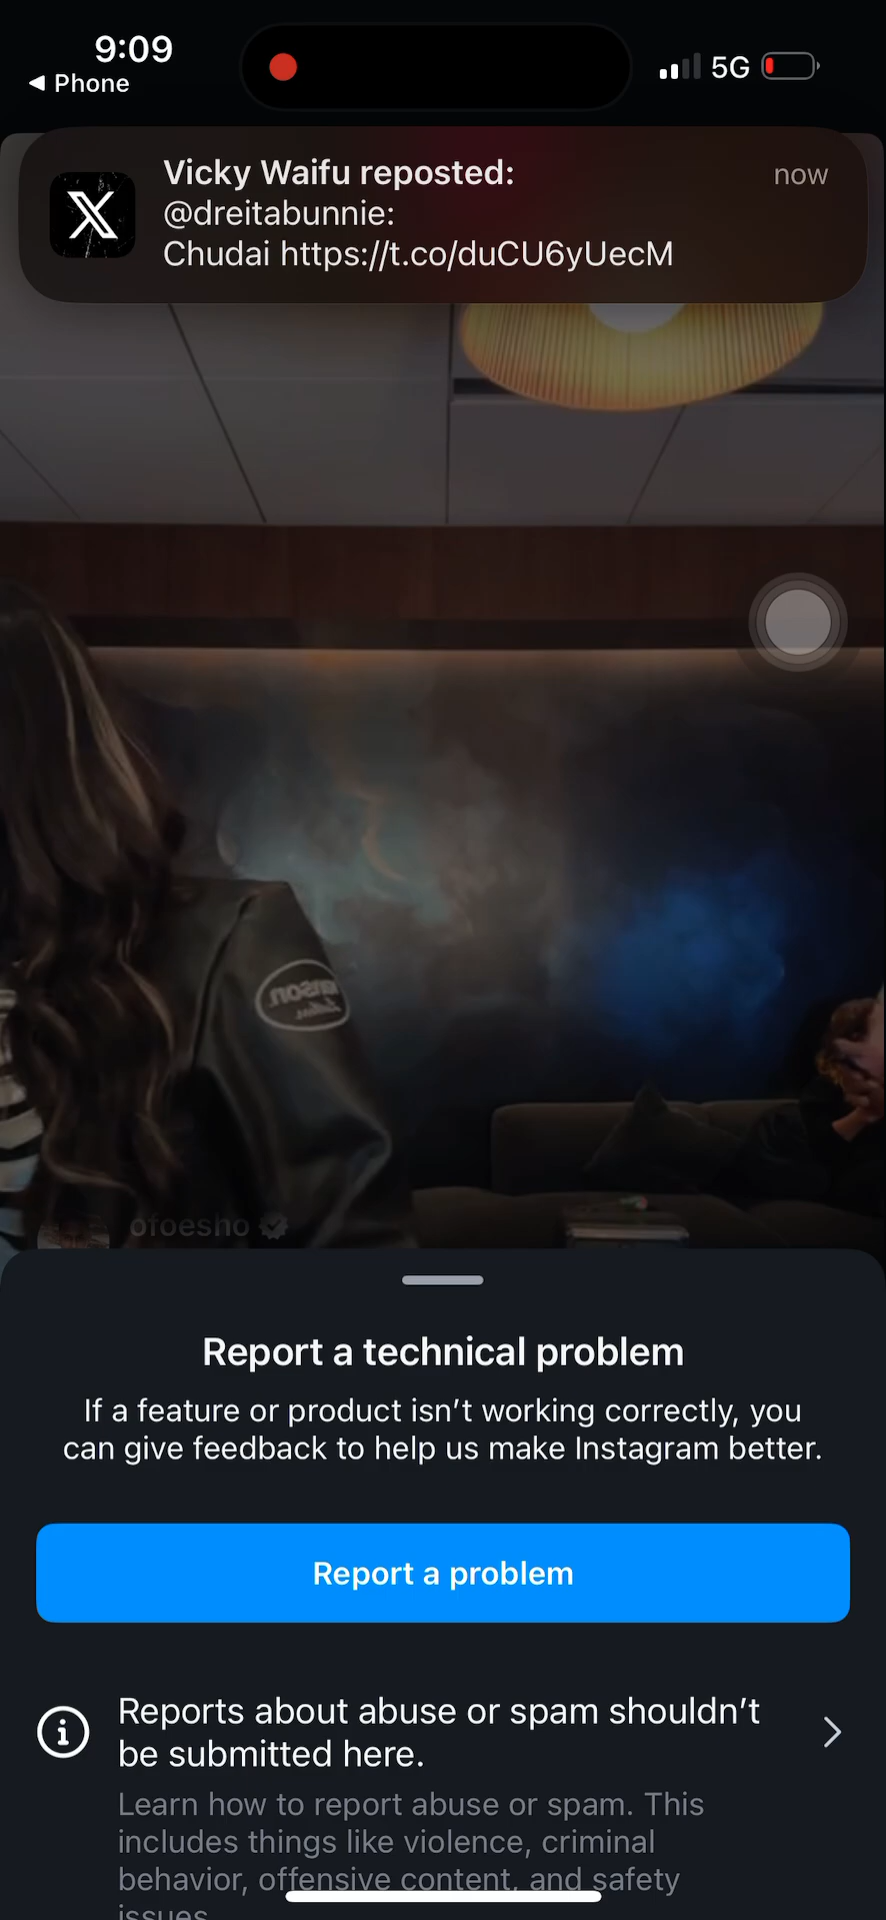 9:09
5G
◀ Phone
Vicky Waifu reposted:
now
@dreitabunnie:
Chudai https://t.co/duCU6yUecM
ofoesho
Report a technical problem
If a feature or product isn’t working correctly, you
can give feedback to help us make Instagram better.
Report a problem
Reports about abuse or spam shouldn’t
be submitted here.
Learn how to report abuse or spam. This
includes things like violence, criminal
behavior, offensive content, and safety
issues.